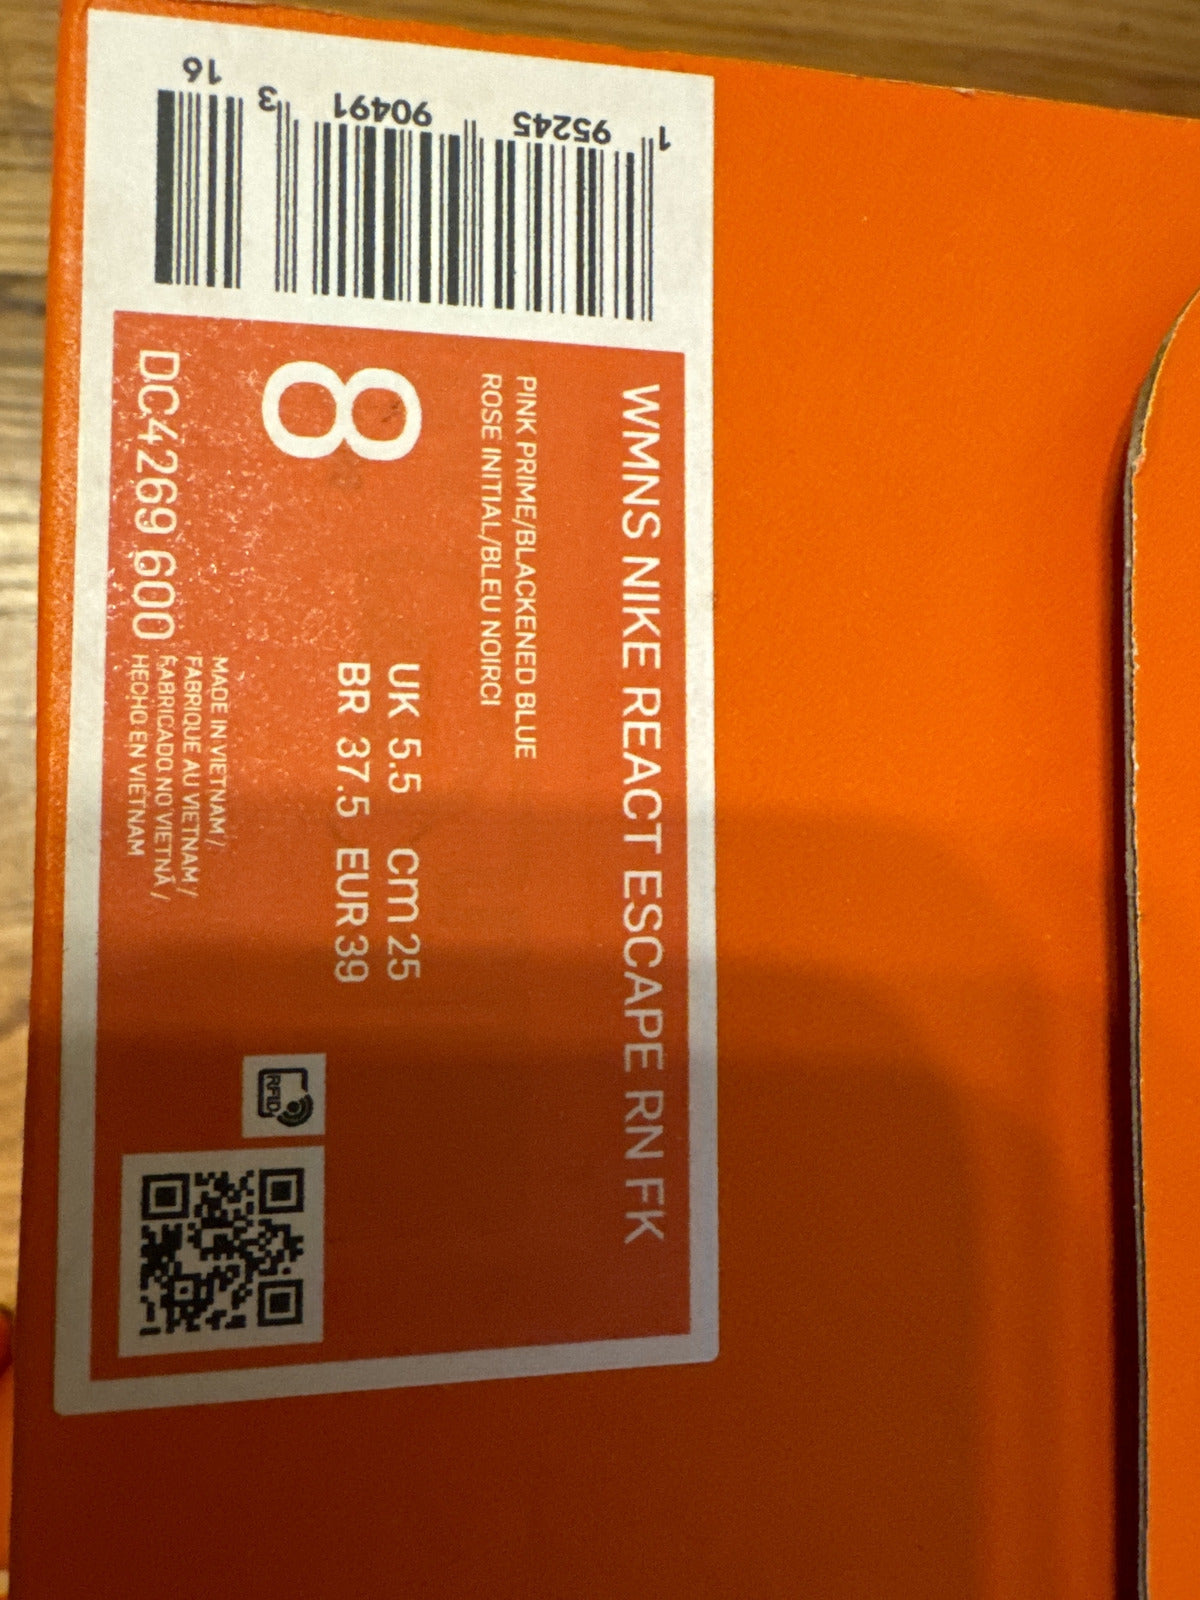 WMNS NIKE REACT ESCAPE RN FK
PINK PRIME/BLACKENED BLUE
ROSE INITIAL/BLEU NOIRCI
8
UK 5.5 cm 25
BR 37.5 EUR 39
DC4269 600
MADE IN VIETNAM /
FABRIQUE AU VIETNAM /
FABRICADO NO VIETNÃ /
HECHO EN VIETNAM
RFID
1 95245 90491 3 16